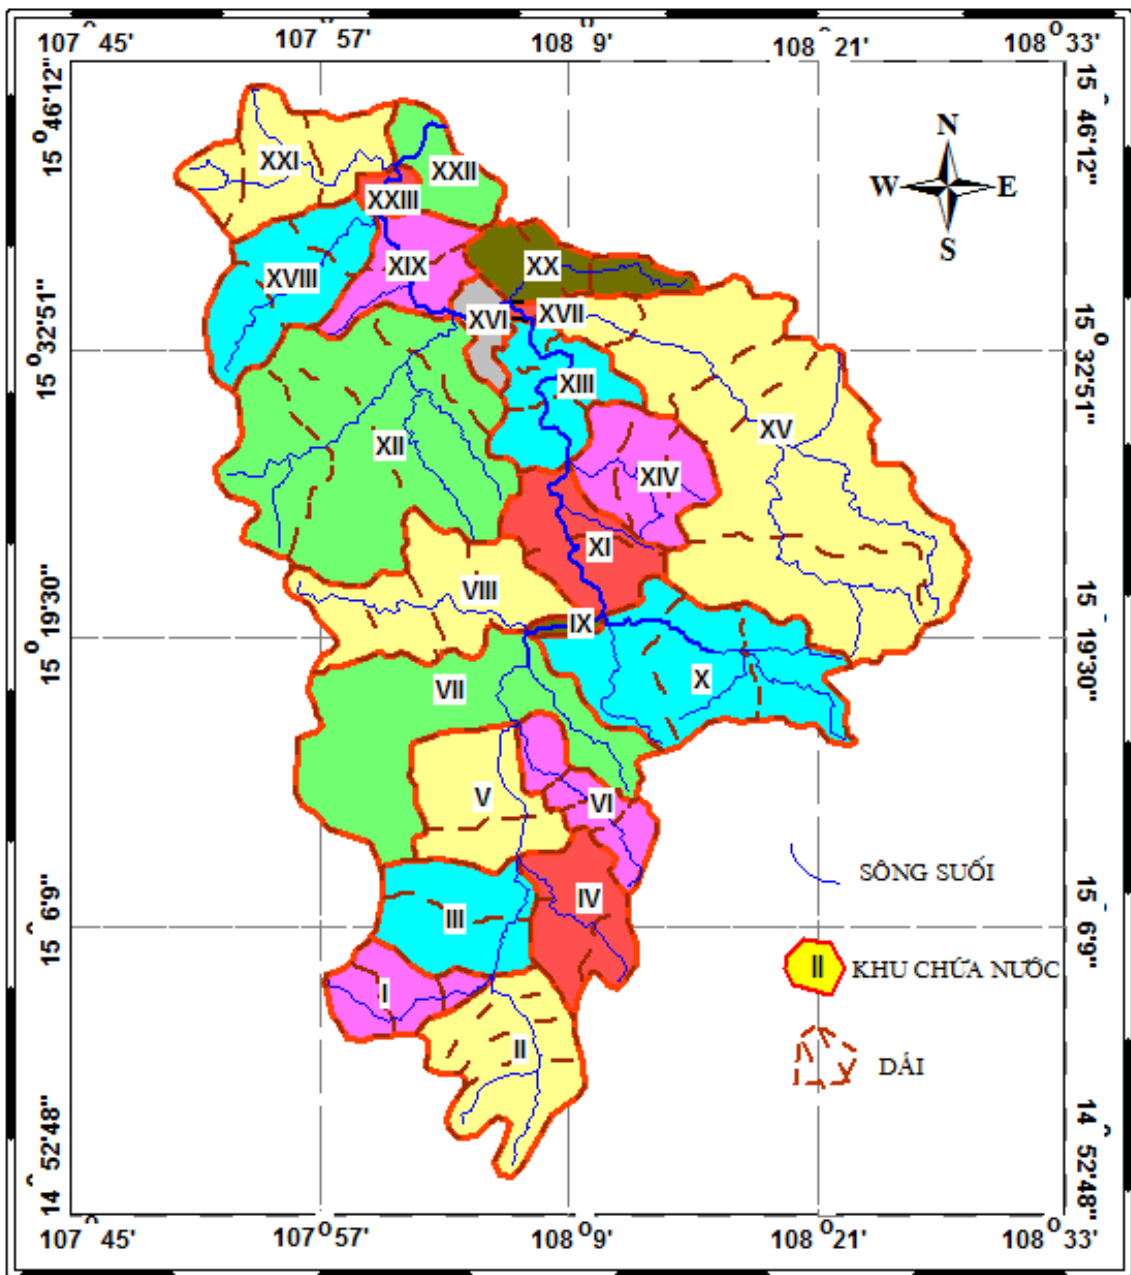 107°45' 107°57' 108°9' 108°21' 108°33'
15°46'12"
15°46'12"
N
W E
S
XXI
XXII
XXIII
XVIII
XIX
XX
XVI
XVII
15°32'51"
15°32'51"
XIII
XII
XV
XIV
XI
VIII
IX
15°19'30"
15°19'30"
VII
X
V
VI
SÔNG SUỐI
III
IV
15°6'9"
15°6'9"
II KHU CHỨA NƯỚC
I
II
DẢI
14°52'48"
14°52'48"
107°45' 107°57' 108°9' 108°21' 108°33'